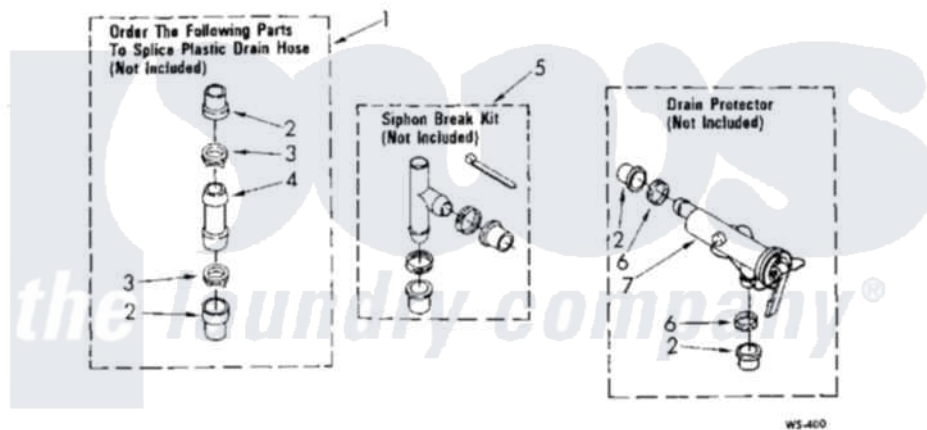 1
Order The Following Parts
To Splice Plastic Drain Hose
(Not Included)
2
3
4
3
2
5
Siphon Break Kit
(Not Included)
Drain Protector
(Not Included)
2
6
7
6
2
the laundry company®
WS-400